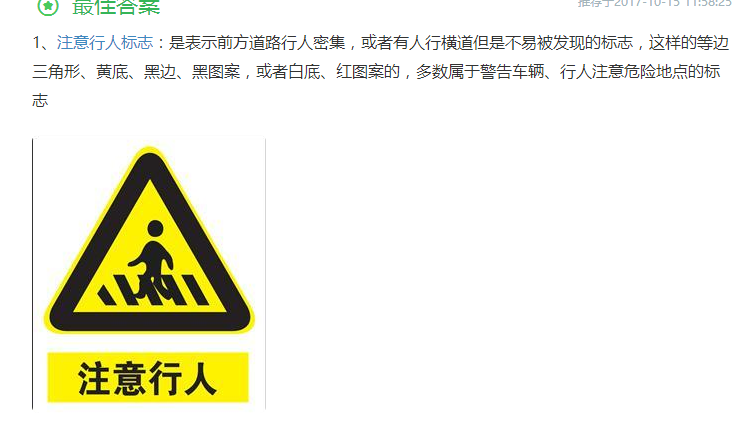 最佳答案
推荐于2017-10-15 11:58:25
1、注意行人标志：是表示前方道路行人密集，或者有人行横道但是不易被发现的标志，这样的等边
三角形、黄底、黑边、黑图案，或者白底、红图案的，多数属于警告车辆、行人注意危险地点的标
志
注意行人